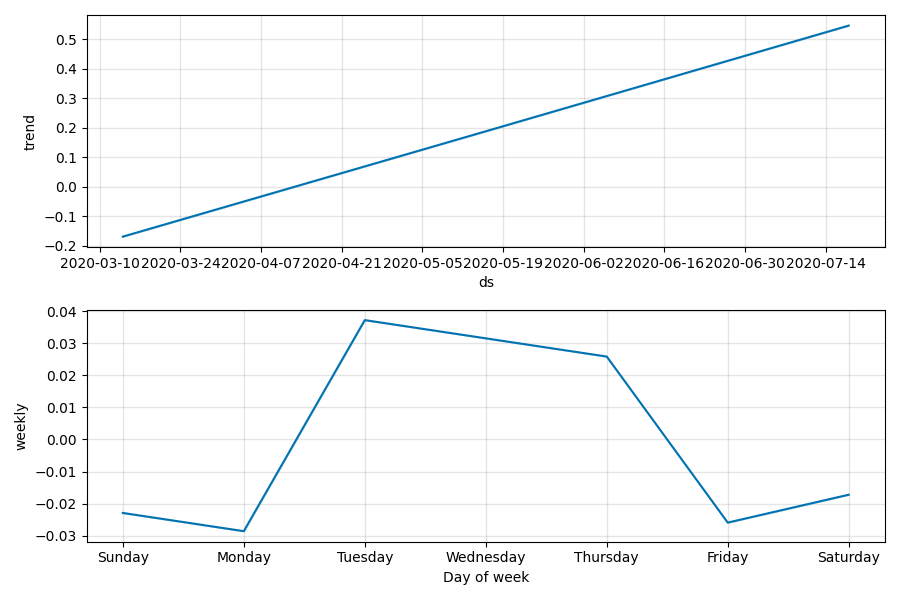 0.5
0.4
0.3
0.2
0.1
0.0
−0.1
−0.2
trend
2020-03-10 2020-03-24 2020-04-07 2020-04-21 2020-05-05 2020-05-19 2020-06-02 2020-06-16 2020-06-30 2020-07-14
ds
0.04
0.03
0.02
0.01
0.00
−0.01
−0.02
−0.03
weekly
Sunday Monday Tuesday Wednesday Thursday Friday Saturday
Day of week